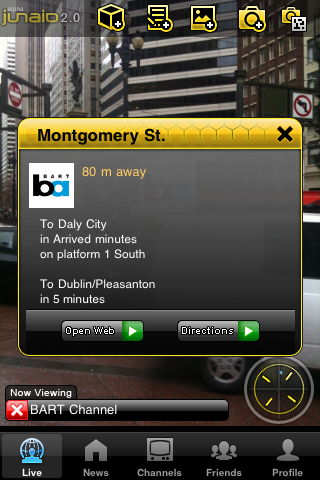 junaio 2.0
Montgomery St.
BART
ba
80 m away
To Daly City
in Arrived minutes
on platform 1 South
To Dublin/Pleasanton
in 5 minutes
Open Web
Directions
Now Viewing
BART Channel
Live
News
Channels
Friends
Profile